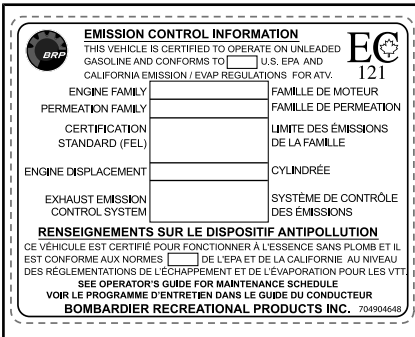 BRP
EMISSION CONTROL INFORMATION
THIS VEHICLE IS CERTIFIED TO OPERATE ON UNLEADED
GASOLINE AND CONFORMS TO U.S. EPA AND
CALIFORNIA EMISSION / EVAP REGULATIONS FOR ATV.
EC
121
ENGINE FAMILY FAMILLE DE MOTEUR
PERMEATION FAMILY FAMILLE DE PERMEATION
CERTIFICATION LIMITE DES ÉMISSIONS
STANDARD (FEL) DE LA FAMILLE
ENGINE DISPLACEMENT CYLINDRÉE
EXHAUST EMISSION SYSTÈME DE CONTRÔLE
CONTROL SYSTEM DES ÉMISSIONS
RENSEIGNEMENTS SUR LE DISPOSITIF ANTIPOLLUTION
CE VÉHICULE EST CERTIFIÉ POUR FONCTIONNER À L'ESSENCE SANS PLOMB ET IL
EST CONFORME AUX NORMES DE L'EPA ET DE LA CALIFORNIE AU NIVEAU
DES RÉGLEMENTATIONS DE L'ÉCHAPPEMENT ET DE L'ÉVAPORATION POUR LES VTT.
SEE OPERATOR'S GUIDE FOR MAINTENANCE SCHEDULE
VOIR LE PROGRAMME D'ENTRETIEN DANS LE GUIDE DU CONDUCTEUR
BOMBARDIER RECREATIONAL PRODUCTS INC. 704904648